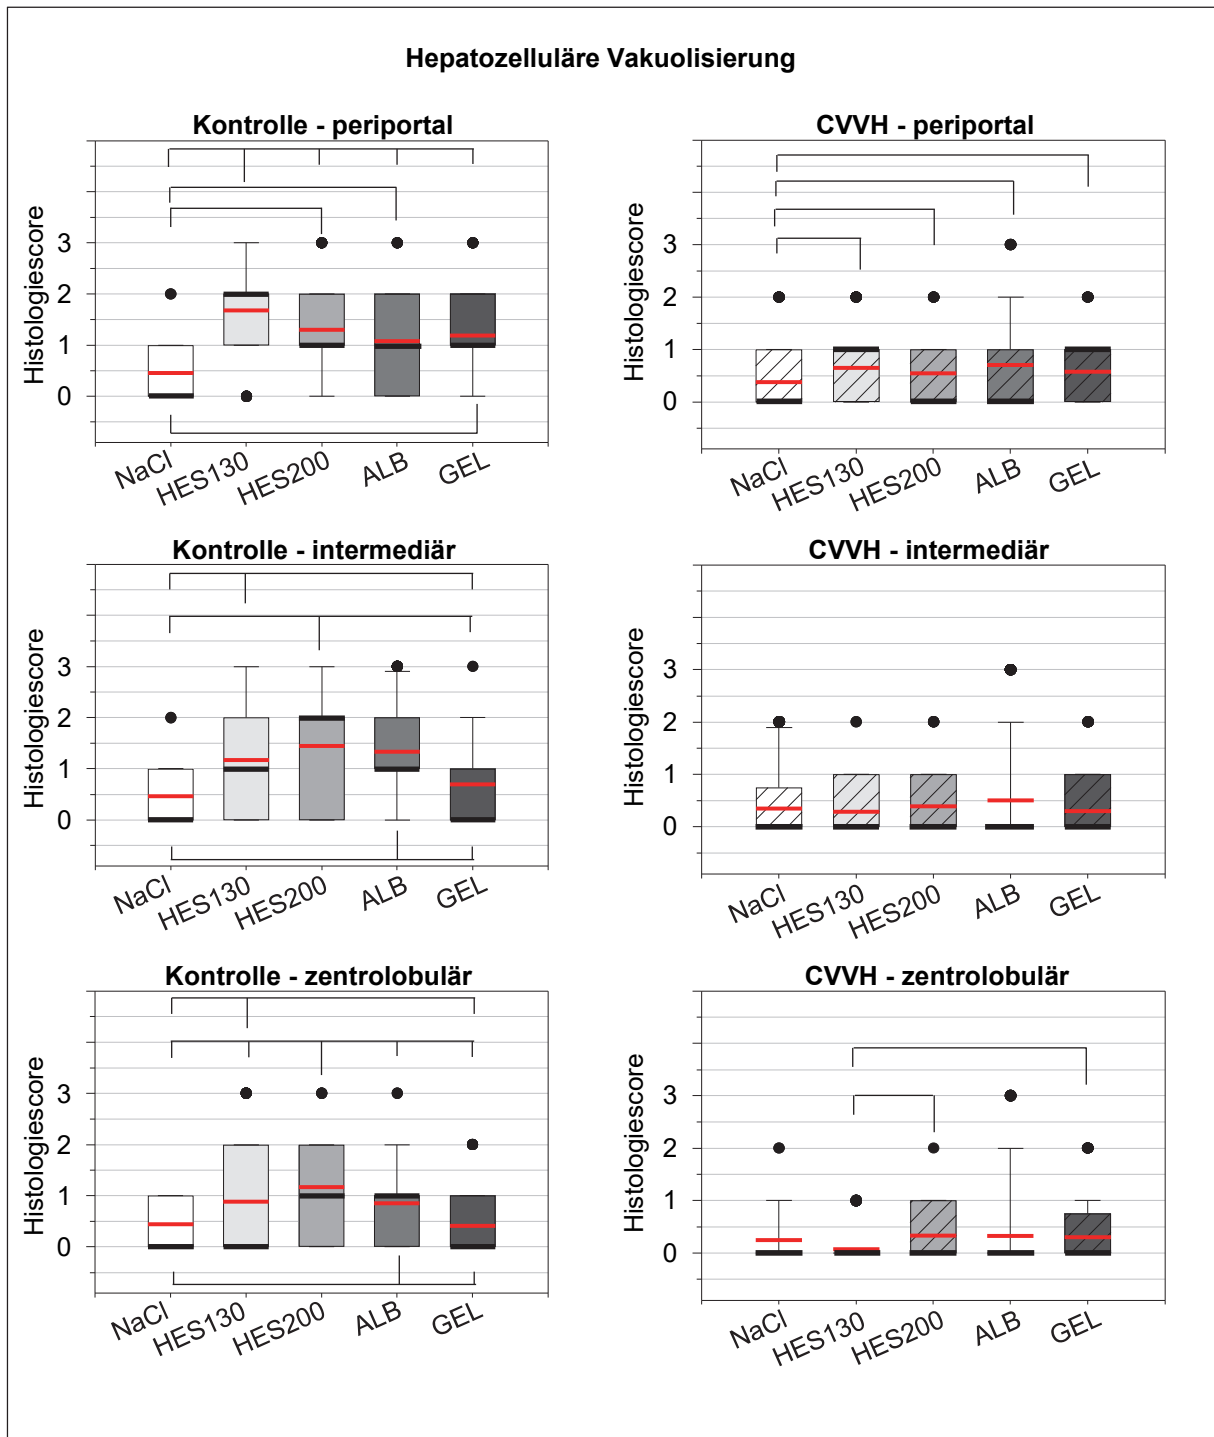 Hepatozelluläre Vakuolisierung
Kontrolle - periportal
Histologiescore
3
2
1
0
NaCl
HES130
HES200
ALB
GEL
CVVH - periportal
Histologiescore
3
2
1
0
NaCl
HES130
HES200
ALB
GEL
Kontrolle - intermediär
Histologiescore
3
2
1
0
NaCl
HES130
HES200
ALB
GEL
CVVH - intermediär
Histologiescore
3
2
1
0
NaCl
HES130
HES200
ALB
GEL
Kontrolle - zentrolobulär
Histologiescore
3
2
1
0
NaCl
HES130
HES200
ALB
GEL
CVVH - zentrolobulär
Histologiescore
3
2
1
0
NaCl
HES130
HES200
ALB
GEL